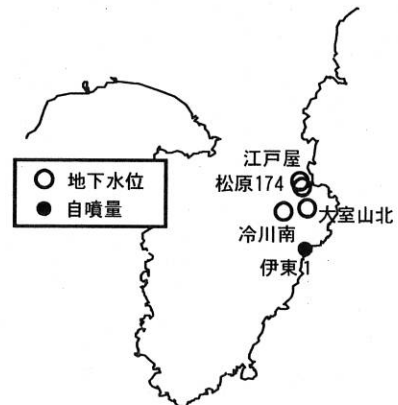 江戸屋
松原174
地下水位
自噴量
大室山北
冷川南
伊東1